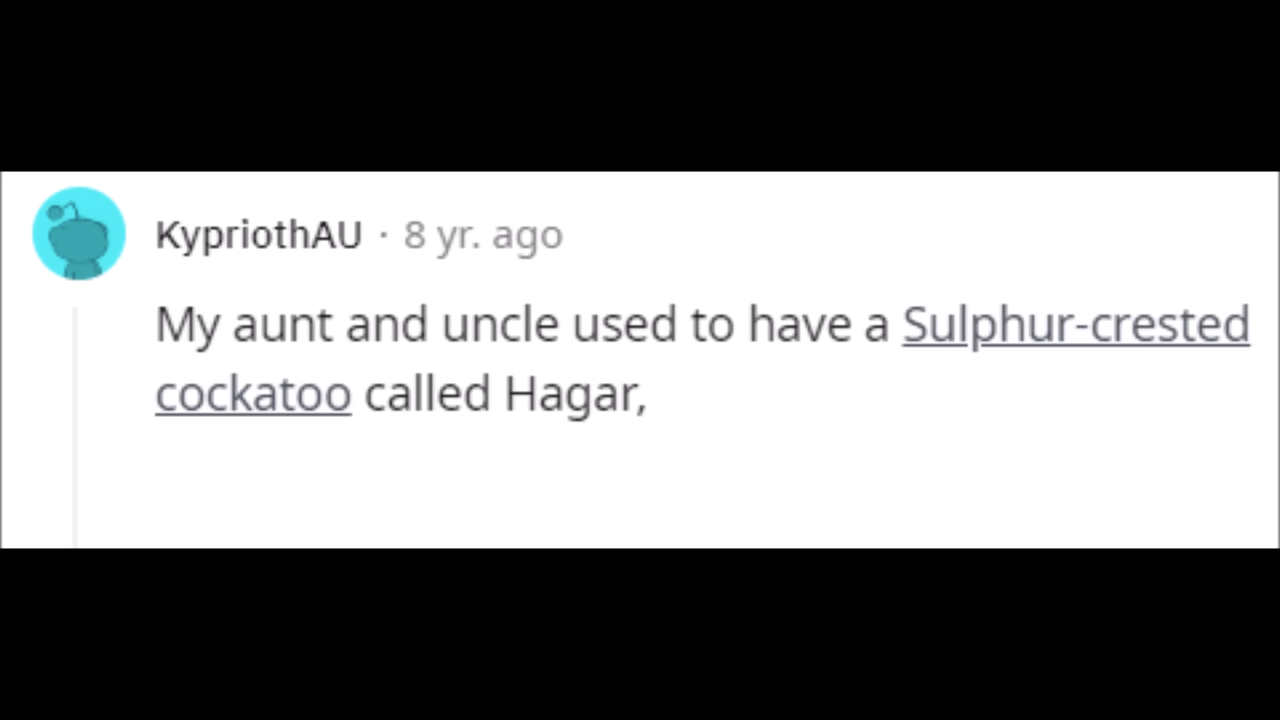 KypriothAU · 8 yr. ago
My aunt and uncle used to have a Sulphur-crested
cockatoo called Hagar,